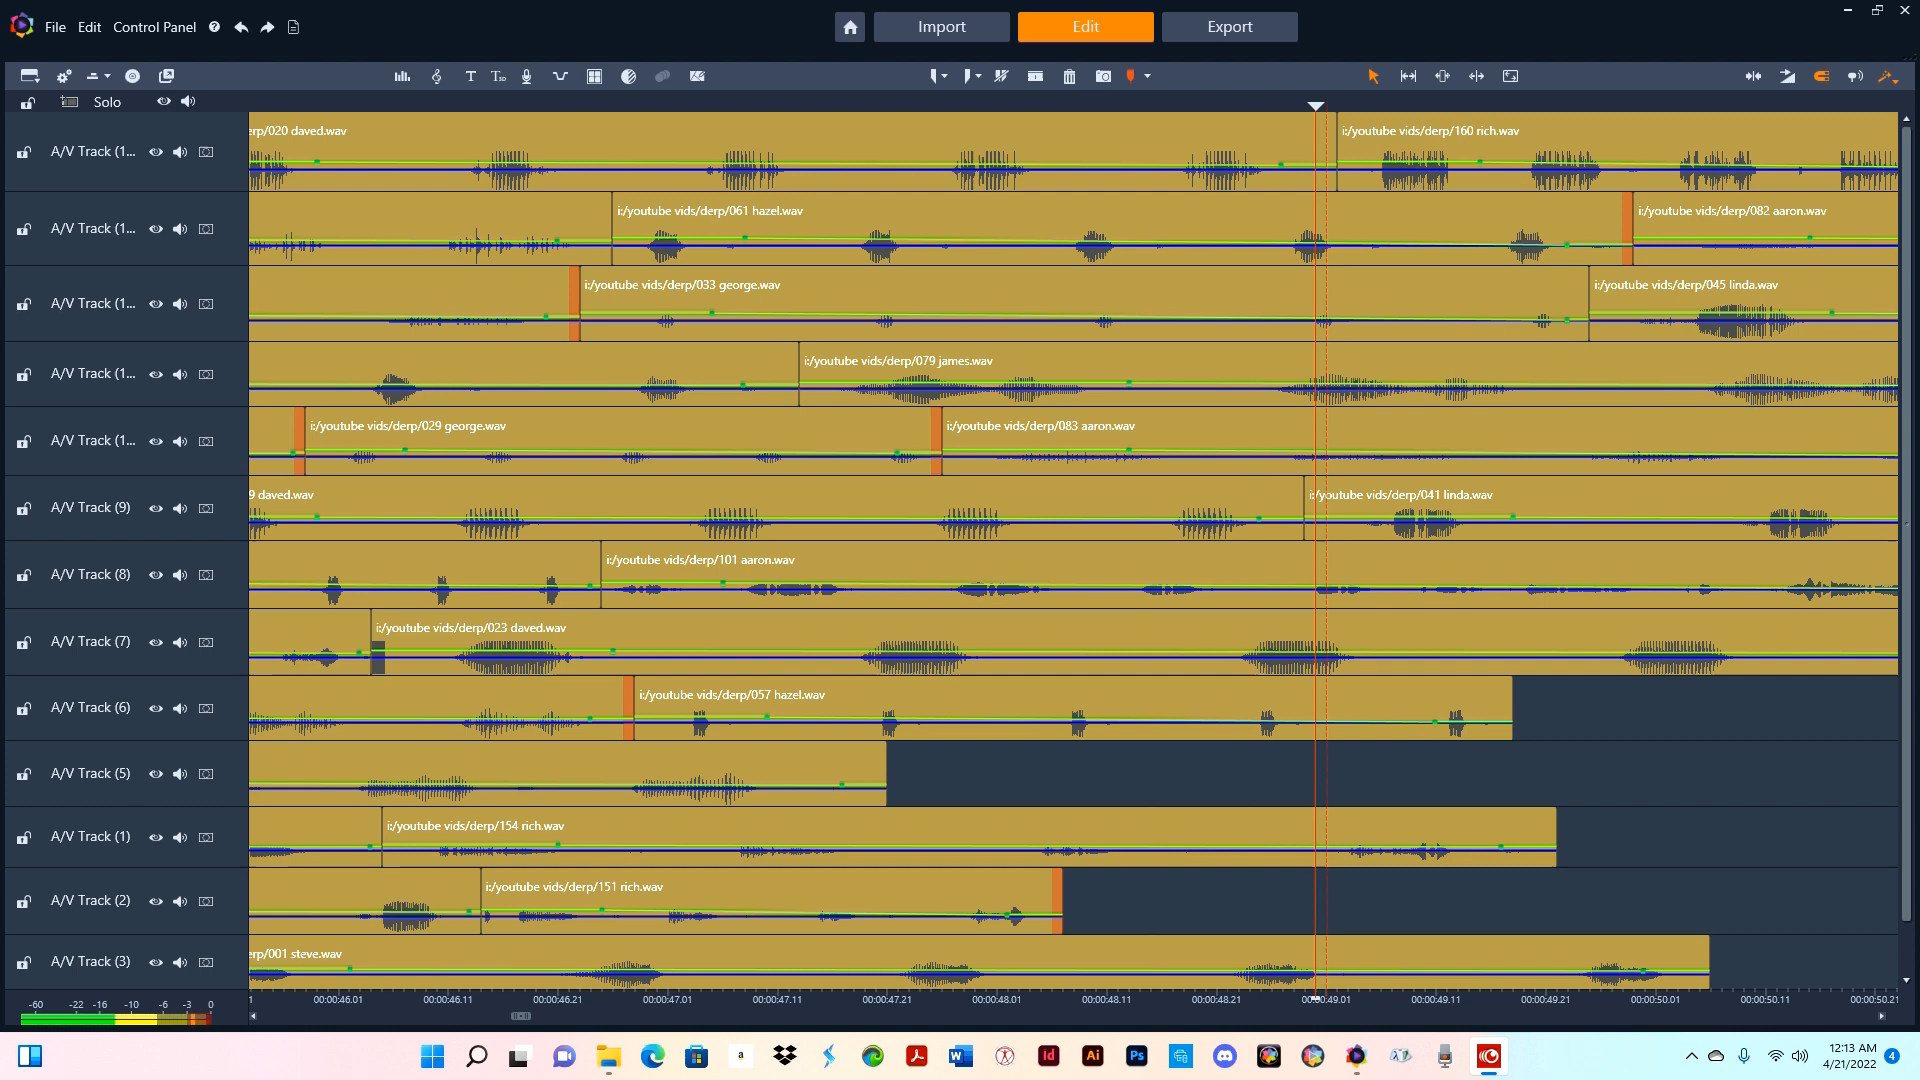 File Edit Control Panel
Import Edit Export
Solo
A/V Track (1...
erp/020 daved.wav
i:/youtube vids/derp/160 rich.wav
A/V Track (1...
i:/youtube vids/derp/061 hazel.wav
i:/youtube vids/derp/082 aaron.wav
A/V Track (1...
i:/youtube vids/derp/033 george.wav
i:/youtube vids/derp/045 linda.wav
A/V Track (1...
i:/youtube vids/derp/079 james.wav
A/V Track (1...
i:/youtube vids/derp/029 george.wav
i:/youtube vids/derp/083 aaron.wav
A/V Track (9)
9 daved.wav
i:/youtube vids/derp/041 linda.wav
A/V Track (8)
i:/youtube vids/derp/101 aaron.wav
A/V Track (7)
i:/youtube vids/derp/023 daved.wav
A/V Track (6)
i:/youtube vids/derp/057 hazel.wav
A/V Track (5)
A/V Track (1)
i:/youtube vids/derp/154 rich.wav
A/V Track (2)
i:/youtube vids/derp/151 rich.wav
A/V Track (3)
erp/001 steve.wav
-60 -22 -16 -10 -6 -3 0
1 00:00:46.01 00:00:46.11 00:00:46.21 00:00:47.01 00:00:47.11 00:00:47.21 00:00:48.01 00:00:48.11 00:00:48.21 00:00:49.01 00:00:49.11 00:00:49.21 00:00:50.01 00:00:50.11 00:00:50.21
a W Id Ai Ps
12:13 AM
4/21/2022
4